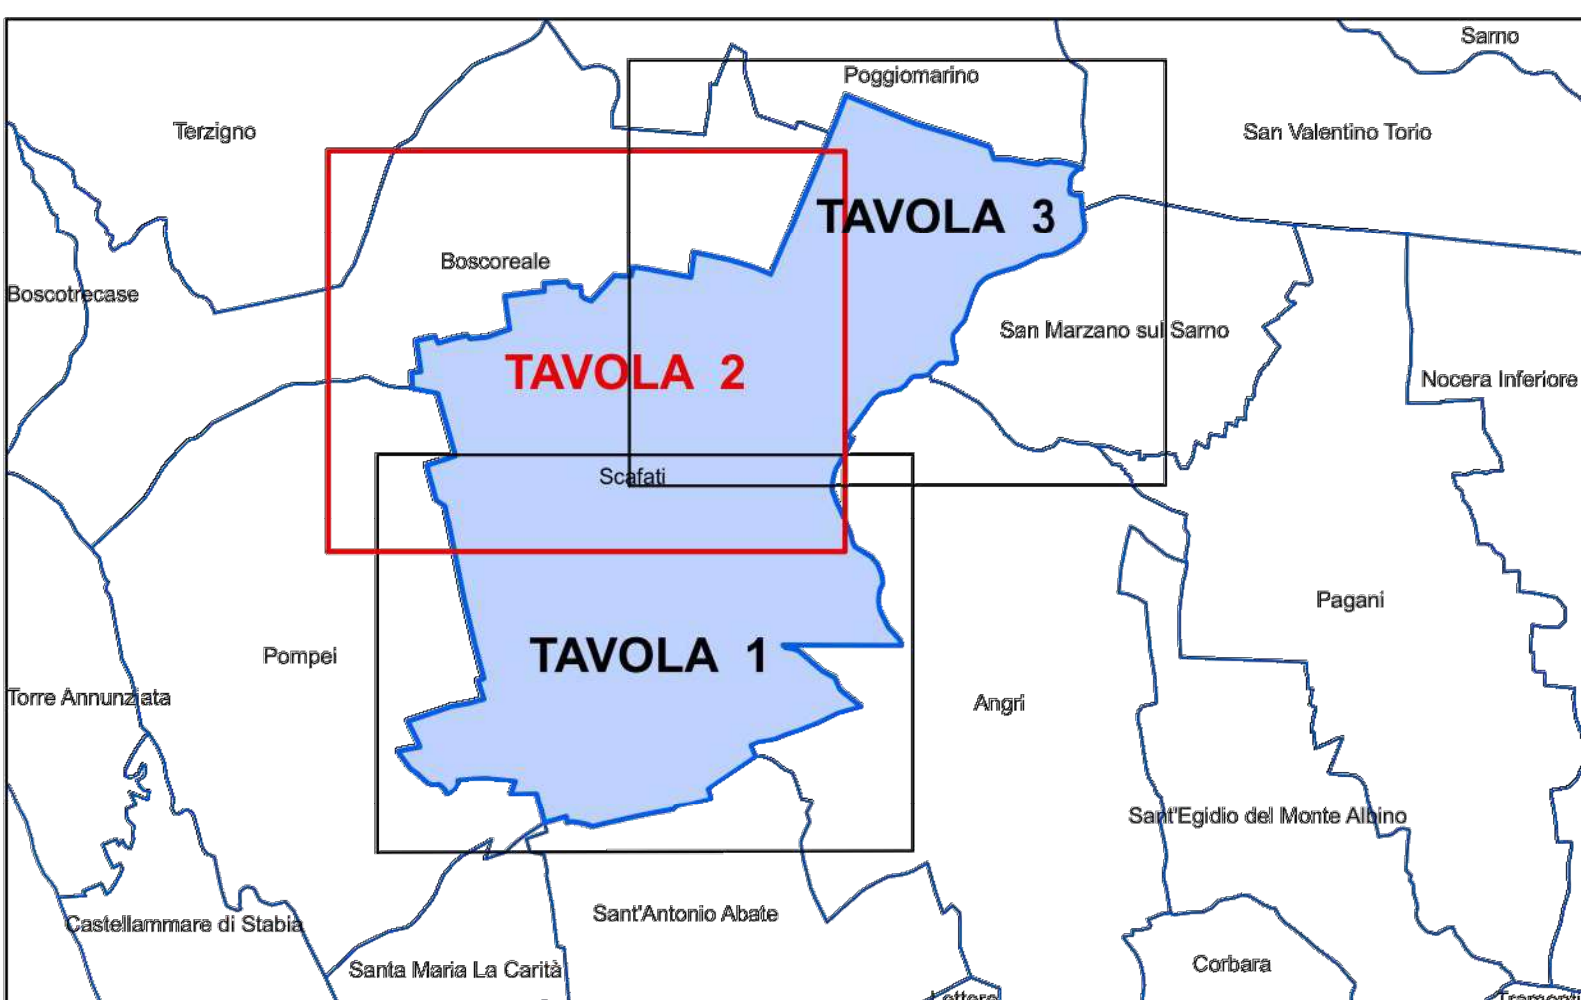 Sarno
Poggiomarino
Terzigno
San Valentino Torio
TAVOLA 3
Boscoreale
Boscotrecase
San Marzano sul Sarno
TAVOLA 2
Nocera Inferiore
Scafati
Pagani
Pompei
TAVOLA 1
Torre Annunziata
Angri
Sant'Egidio del Monte Albino
Sant'Antonio Abate
Castellammare di Stabia
Corbara
Santa Maria La Carità
Lettere